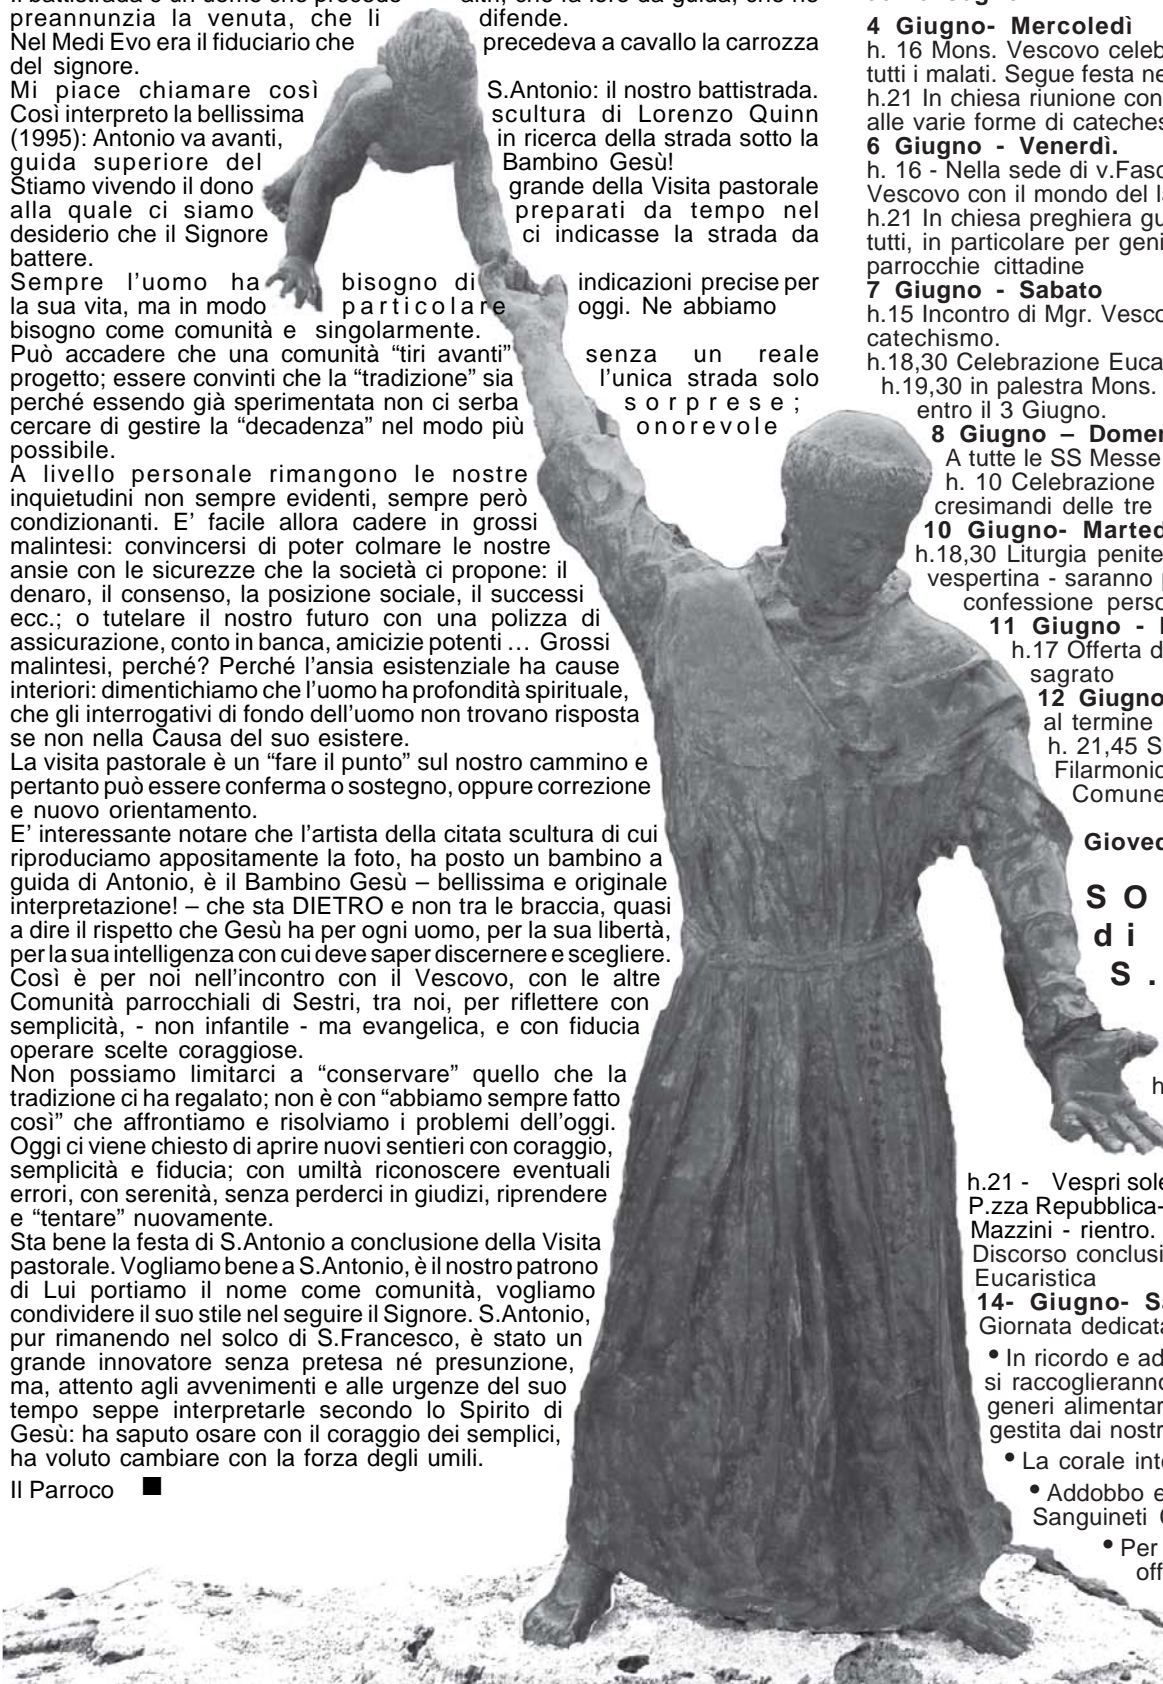 preannunzia la venuta, che li difende.
Nel Medi Evo era il fiduciario che precedeva a cavallo la carrozza
del signore.
Mi piace chiamare così S.Antonio: il nostro battistrada.
Così interpreto la bellissima scultura di Lorenzo Quinn
(1995): Antonio va avanti, in ricerca della strada sotto la
guida superiore del Bambino Gesù!
Stiamo vivendo il dono grande della Visita pastorale
alla quale ci siamo preparati da tempo nel
desiderio che il Signore ci indicasse la strada da
battere.
Sempre l'uomo ha bisogno di indicazioni precise per
la sua vita, ma in modo particolare oggi. Ne abbiamo
bisogno come comunità e singolarmente.
Può accadere che una comunità “tiri avanti” senza un reale
progetto; essere convinti che la “tradizione” sia l'unica strada solo
perché essendo già sperimentata non ci serba sorprese;
cercare di gestire la “decadenza” nel modo più onorevole
possibile.
A livello personale rimangono le nostre
inquietudini non sempre evidenti, sempre però
condizionanti. E' facile allora cadere in grossi
malintesi: convincersi di poter colmare le nostre
ansie con le sicurezze che la società ci propone: il
denaro, il consenso, la posizione sociale, il successi
ecc.; o tutelare il nostro futuro con una polizza di
assicurazione, conto in banca, amicizie potenti … Grossi
malintesi, perché? Perché l'ansia esistenziale ha cause
interiori: dimentichiamo che l'uomo ha profondità spirituale,
che gli interrogativi di fondo dell'uomo non trovano risposta
se non nella Causa del suo esistere.
La visita pastorale è un “fare il punto” sul nostro cammino e
pertanto può essere conferma o sostegno, oppure correzione
e nuovo orientamento.
E' interessante notare che l'artista della citata scultura di cui
riproduciamo appositamente la foto, ha posto un bambino a
guida di Antonio, è il Bambino Gesù – bellissima e originale
interpretazione! – che sta DIETRO e non tra le braccia, quasi
a dire il rispetto che Gesù ha per ogni uomo, per la sua libertà,
per la sua intelligenza con cui deve saper discernere e scegliere.
Così è per noi nell'incontro con il Vescovo, con le altre
Comunità parrocchiali di Sestri, tra noi, per riflettere con
semplicità, - non infantile - ma evangelica, e con fiducia
operare scelte coraggiose.
Non possiamo limitarci a “conservare” quello che la
tradizione ci ha regalato; non è con “abbiamo sempre fatto
così” che affrontiamo e risolviamo i problemi dell'oggi.
Oggi ci viene chiesto di aprire nuovi sentieri con coraggio,
semplicità e fiducia; con umiltà riconoscere eventuali
errori, con serenità, senza perderci in giudizi, riprendere
e “tentare” nuovamente.
Sta bene la festa di S.Antonio a conclusione della Visita
pastorale. Vogliamo bene a S.Antonio, è il nostro patrono
di Lui portiamo il nome come comunità, vogliamo
condividere il suo stile nel seguire il Signore. S.Antonio,
pur rimanendo nel solco di S.Francesco, è stato un
grande innovatore senza pretesa né presunzione,
ma, attento agli avvenimenti e alle urgenze del suo
tempo seppe interpretarle secondo lo Spirito di
Gesù: ha saputo osare con il coraggio dei semplici,
ha voluto cambiare con la forza degli umili.
Il Parroco ■
4 Giugno- Mercoledì
h. 16 Mons. Vescovo celeb
tutti i malati. Segue festa ne
h.21 In chiesa riunione con
alle varie forme di cateches
6 Giugno - Venerdì.
h. 16 - Nella sede di v.Fasc
Vescovo con il mondo del la
h.21 In chiesa preghiera gu
tutti, in particolare per geni
parrocchie cittadine
7 Giugno - Sabato
h.15 Incontro di Mgr. Vesco
catechismo.
h.18,30 Celebrazione Euca
h.19,30 in palestra Mons.
entro il 3 Giugno.
8 Giugno – Domen
A tutte le SS Messe
h. 10 Celebrazione
cresimandi delle tre
10 Giugno- Marted
h.18,30 Liturgia penite
vespertina - saranno p
confessione perso
11 Giugno -
h.17 Offerta d
sagrato
12 Giugno
al termine
h. 21,45 S
Filarmonic
Comune
Gioved
SO
di
S.
h
h.21 - Vespri sole
P.zza Repubblica-
Mazzini - rientro.
Discorso conclusi
Eucaristica
14- Giugno- Sa
Giornata dedicata
• In ricordo e ad
si raccoglieranno
generi alimentar
gestita dai nostr
• La corale inte
• Addobbo e
Sanguineti
• Per
off